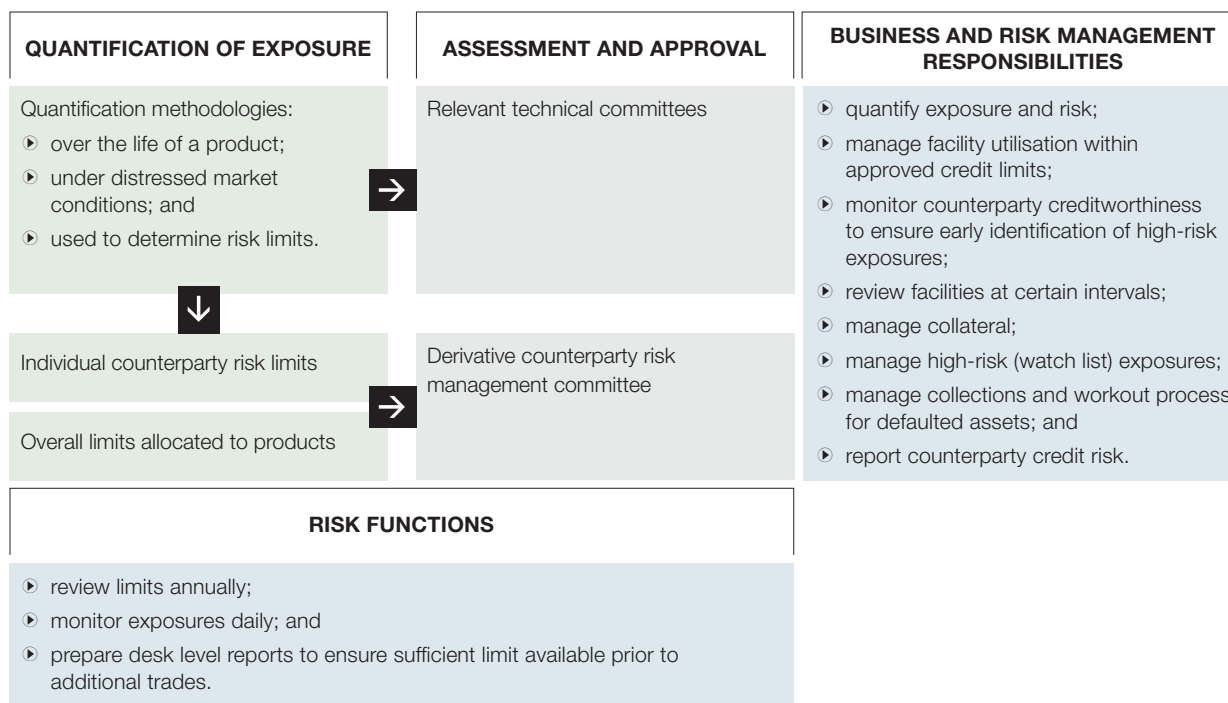 QUANTIFICATION OF EXPOSURE
Quantification methodologies:
over the life of a product;
under distressed market
conditions; and
used to determine risk limits.
Individual counterparty risk limits
Overall limits allocated to products
ASSESSMENT AND APPROVAL
Relevant technical committees
Derivative counterparty risk
management committee
BUSINESS AND RISK MANAGEMENT
RESPONSIBILITIES
quantify exposure and risk;
manage facility utilisation within
approved credit limits;
monitor counterparty creditworthiness
to ensure early identification of high-risk
exposures;
review facilities at certain intervals;
manage collateral;
manage high-risk (watch list) exposures;
manage collections and workout process
for defaulted assets; and
report counterparty credit risk.
RISK FUNCTIONS
review limits annually;
monitor exposures daily; and
prepare desk level reports to ensure sufficient limit available prior to
additional trades.